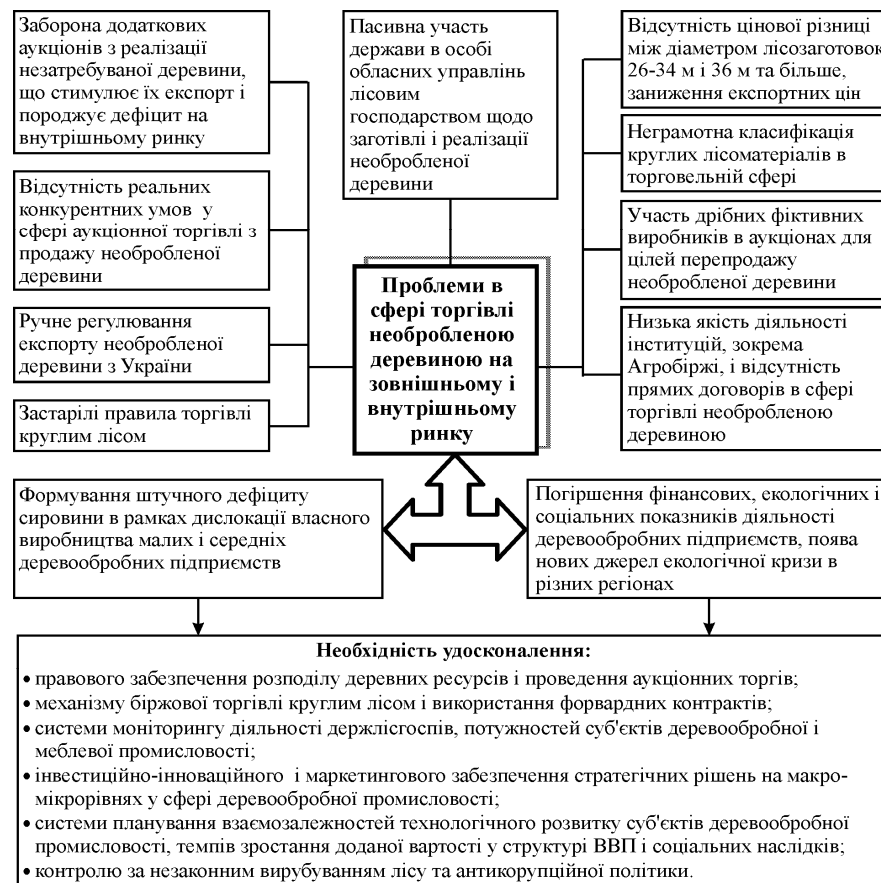 Заборона додаткових
аукціонів з реалізації
незатребуваної деревини,
що стимулює їх експорт і
породжує дефіцит на
внутрішньому ринку
Відсутність реальних
конкурентних умов у
сфері аукціонної торгівлі з
продажу необробленої
деревини
Ручне регулювання
експорту необробленої
деревини з України
Застарілі правила торгівлі
круглим лісом
Пасивна участь
держави в особі
обласних управлінь
лісовим
господарством щодо
заготівлі і реалізації
необробленої
деревини
Проблеми в
сфері торгівлі
необробленою
деревиною на
зовнішньому і
внутрішньому
ринку
Відсутність цінової різниці
між діаметром лісозаготовок
26-34 м і 36 м та більше,
заниження експортних цін
Неграмотна класифікація
круглих лісоматеріалів в
торговельній сфері
Участь дрібних фіктивних
виробників в аукціонах для
цілей перепродажу
необробленої деревини
Низька якість діяльності
інституцій, зокрема
Агробіржі, і відсутність
прямих договорів в сфері
торгівлі необробленою
деревиною
Формування штучного дефіциту
сировини в рамках дислокації власного
виробництва малих і середніх
деревообробних підприємств
Погіршення фінансових, екологічних і
соціальних показників діяльності
деревообробних підприємств, поява
нових джерел екологічної кризи в
різних регіонах
Необхідність удосконалення:
• правового забезпечення розподілу деревних ресурсів і проведення аукціонних торгів;
• механізму біржової торгівлі круглим лісом і використання форвардних контрактів;
• системи моніторингу діяльності держлісгоспів, потужностей суб'єктів деревообробної і
меблевої промисловості;
• інвестиційно-інноваційного і маркетингового забезпечення стратегічних рішень на макро-
мікрорівнях у сфері деревообробної промисловості;
• системи планування взаємозалежностей технологічного розвитку суб'єктів деревообробної
промисловості, темпів зростання доданої вартості у структурі ВВП і соціальних наслідків;
• контролю за незаконним вирубуванням лісу та антикорупційної політики.